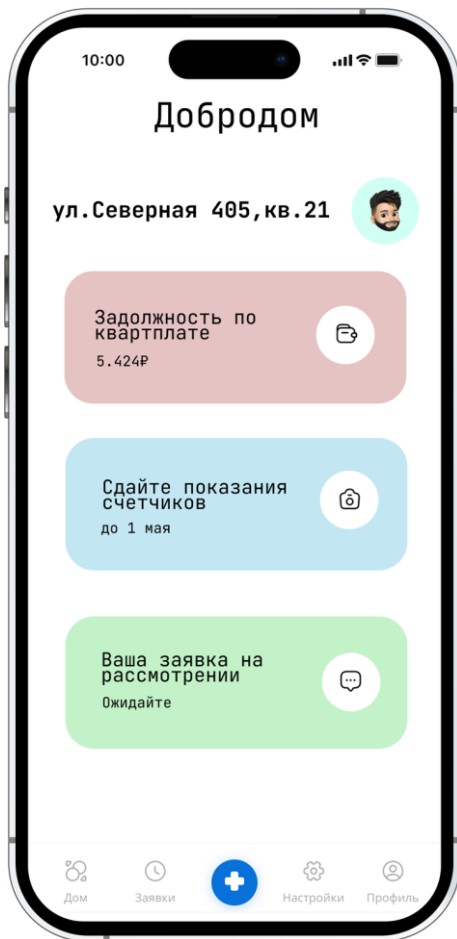 10:00
Добродом
ул.Северная 405,кв.21
Задолжность по
квартплате
5.424₽
Сдайте показания
счетчиков
до 1 мая
Ваша заявка на
рассмотрении
Ожидайте
Дом
Заявки
Настройки
Профиль